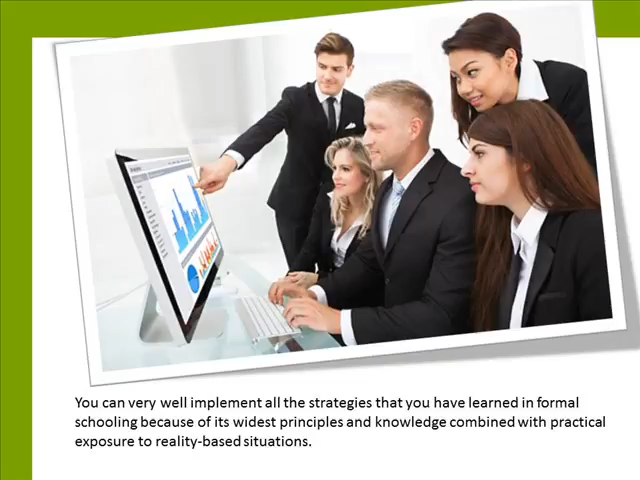 You can very well implement all the strategies that you have learned in formal
schooling because of its widest principles and knowledge combined with practical
exposure to reality-based situations.